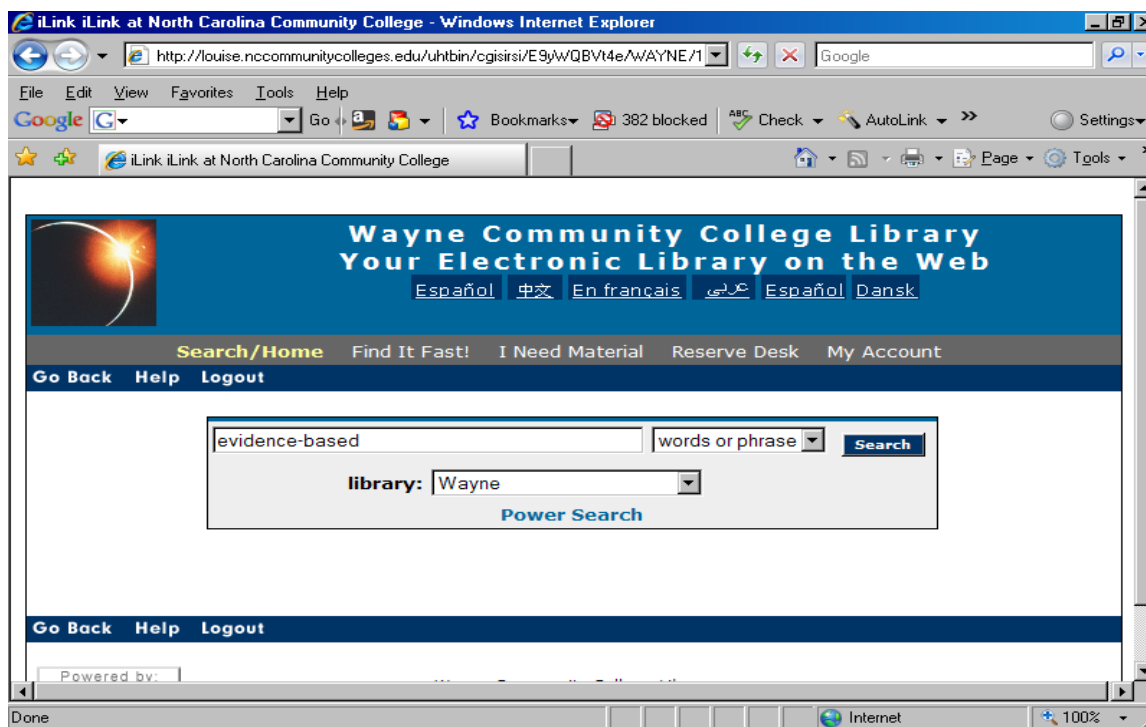 iLink iLink at North Carolina Community College - Windows Internet Explorer
http://louise.nccommunitycolleges.edu/uhtbin/cgisirsi/E9yWQBVt4e/WAYNE/1 Google
File Edit View Favorites Tools Help
Google G Go Bookmarks 382 blocked ABC Check AutoLink >> Settings
iLink iLink at North Carolina Community College Page Tools
Wayne Community College Library
Your Electronic Library on the Web
Español 中文 En français عربى Español Dansk
Search/Home Find It Fast! I Need Material Reserve Desk My Account
Go Back Help Logout
evidence-based words or phrase Search
library: Wayne
Power Search
Go Back Help Logout
Powered by:
Done Internet 100%